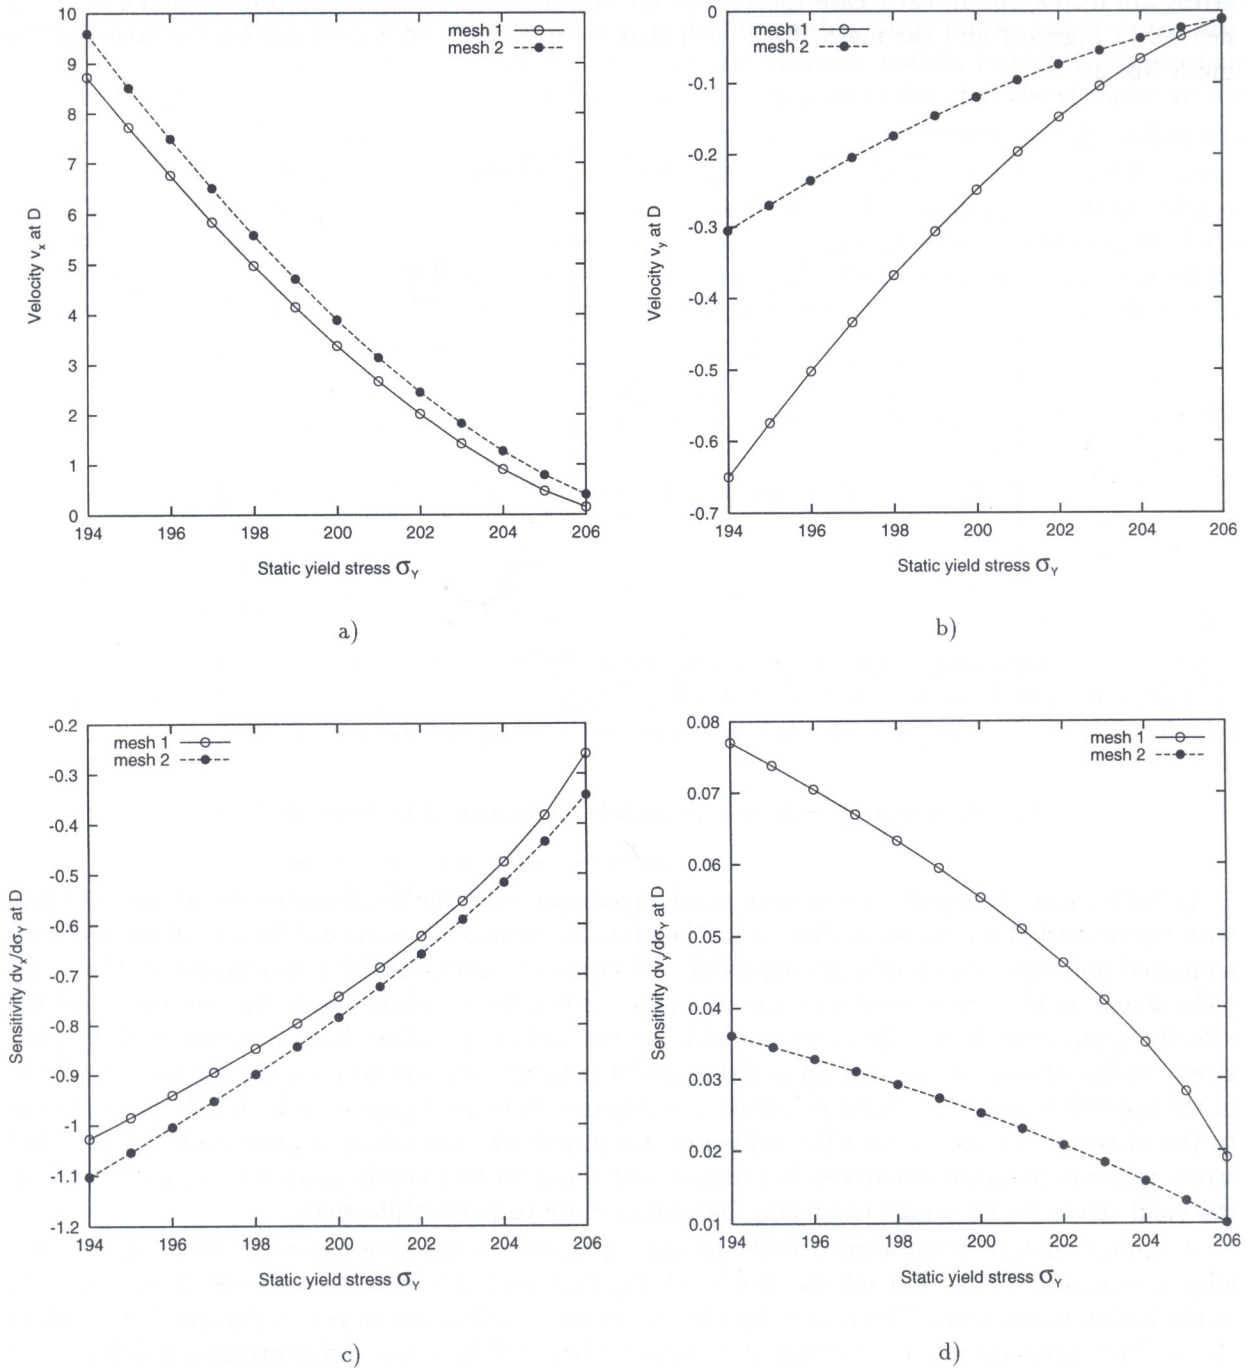 mesh 1
mesh 2
10
9
8
7
6
5
4
3
2
1
0
194 196 198 200 202 204 206
Velocity vₓ at D
Static yield stress σ_Y
a)
mesh 1
mesh 2
0
-0.1
-0.2
-0.3
-0.4
-0.5
-0.6
-0.7
194 196 198 200 202 204 206
Velocity v_y at D
Static yield stress σ_Y
b)
mesh 1
mesh 2
-0.2
-0.3
-0.4
-0.5
-0.6
-0.7
-0.8
-0.9
-1
-1.1
-1.2
194 196 198 200 202 204 206
Sensitivity dvₓ/dσ_Y at D
Static yield stress σ_Y
c)
mesh 1
mesh 2
0.08
0.07
0.06
0.05
0.04
0.03
0.02
0.01
194 196 198 200 202 204 206
Sensitivity dv_y/dσ_Y at D
Static yield stress σ_Y
d)